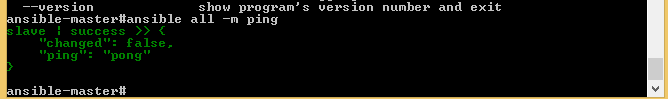 --version show program's version number and exit
ansible-master#ansible all -m ping
slave | success >> {
"changed": false,
"ping": "pong"
}
ansible-master#